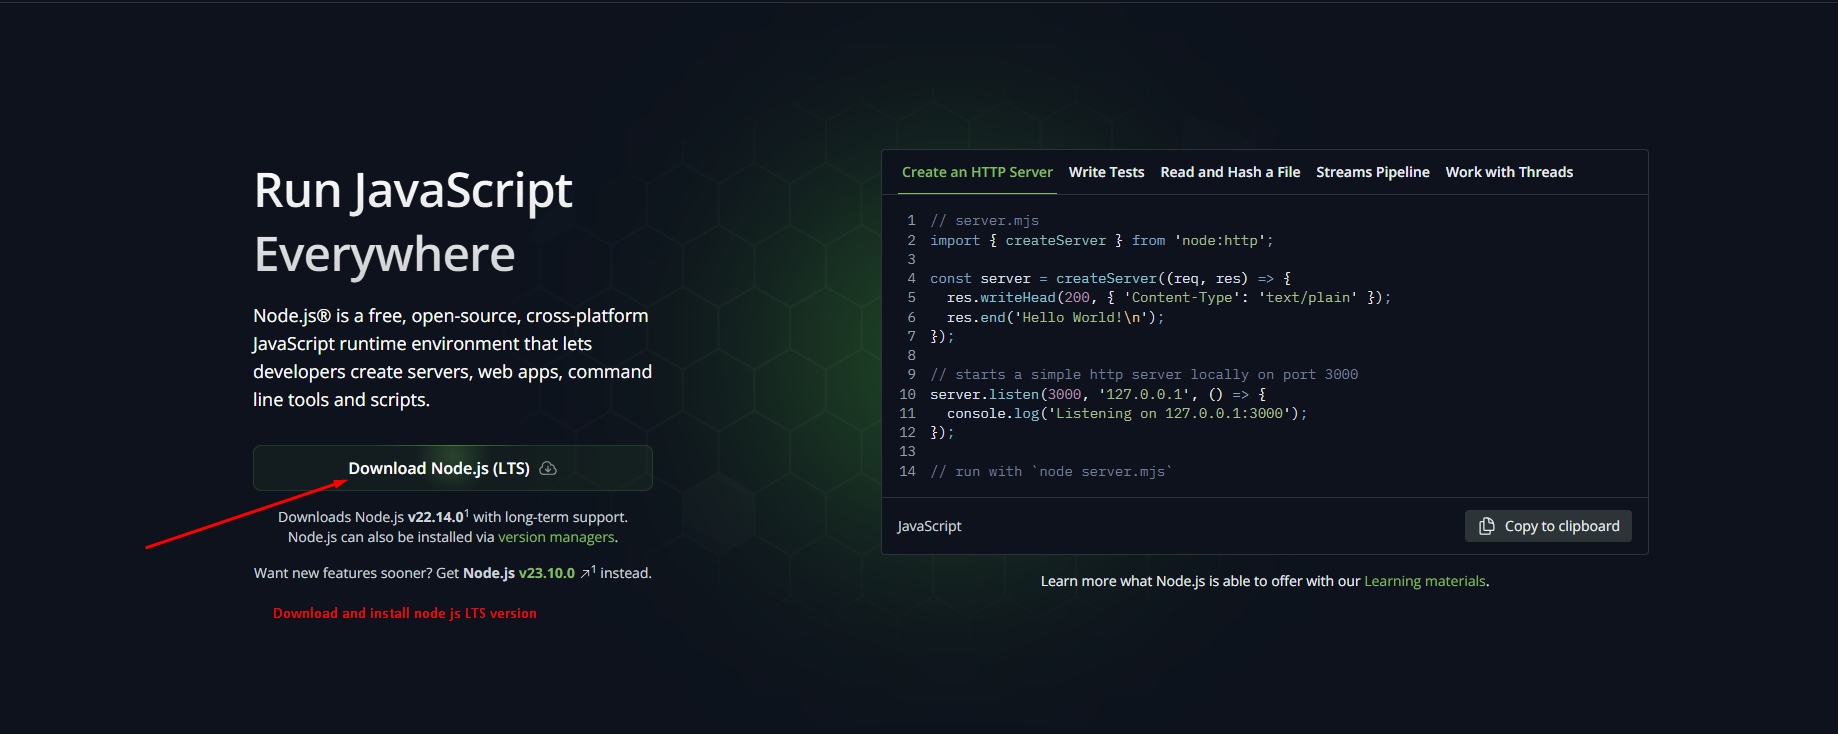 Run JavaScript
Everywhere
Node.js® is a free, open-source, cross-platform
JavaScript runtime environment that lets
developers create servers, web apps, command
line tools and scripts.
Download Node.js (LTS)
Downloads Node.js v22.14.0¹ with long-term support.
Node.js can also be installed via version managers.
Want new features sooner? Get Node.js v23.10.0 ↗¹ instead.
Download and install node js LTS version
Create an HTTP Server Write Tests Read and Hash a File Streams Pipeline Work with Threads
1 // server.mjs
2 import { createServer } from 'node:http';
3
4 const server = createServer((req, res) => {
5   res.writeHead(200, { 'Content-Type': 'text/plain' });
6   res.end('Hello World!\n');
7 });
8
9 // starts a simple http server locally on port 3000
10 server.listen(3000, '127.0.0.1', () => {
11   console.log('Listening on 127.0.0.1:3000');
12 });
13
14 // run with `node server.mjs`
JavaScript Copy to clipboard
Learn more what Node.js is able to offer with our Learning materials.